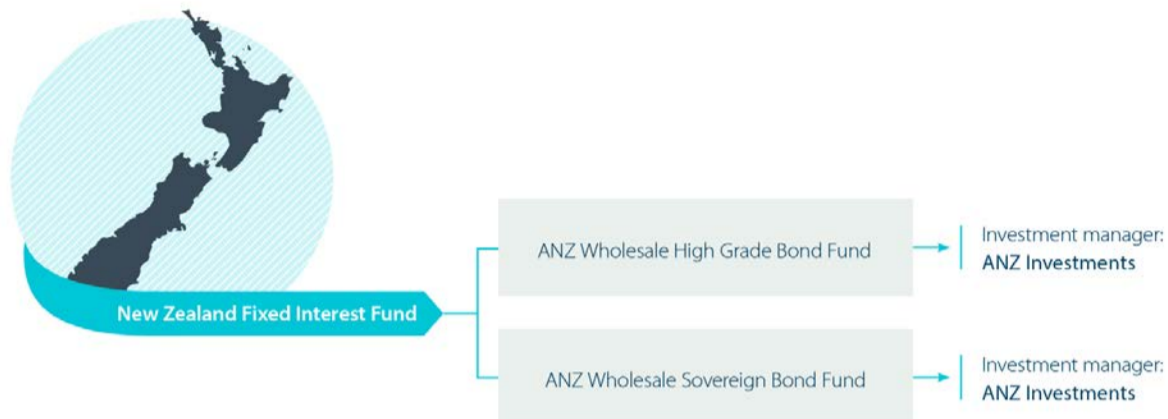 New Zealand Fixed Interest Fund
ANZ Wholesale High Grade Bond Fund
Investment manager:
ANZ Investments
ANZ Wholesale Sovereign Bond Fund
Investment manager:
ANZ Investments